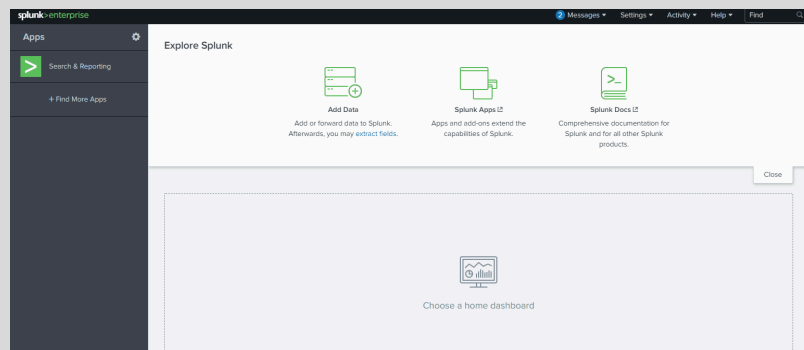 splunk>enterprise
2 Messages Settings Activity Help Find
Apps
Search & Reporting
+ Find More Apps
Explore Splunk
Add Data
Add or forward data to Splunk.
Afterwards, you may extract fields.
Splunk Apps
Apps and add-ons extend the
capabilities of Splunk.
>_
Splunk Docs
Comprehensive documentation for
Splunk and for all other Splunk
products.
Close
Choose a home dashboard